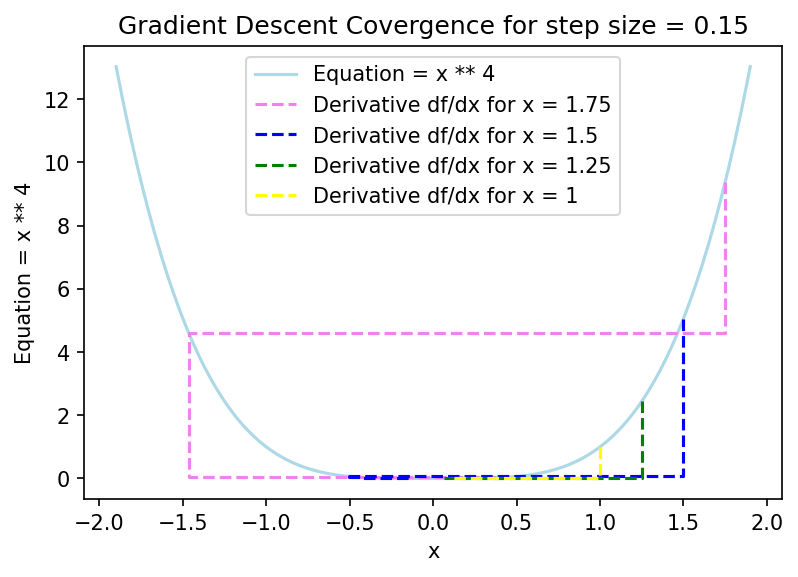 Gradient Descent Covergence for step size = 0.15
Equation = x ** 4
Derivative df/dx for x = 1.75
Derivative df/dx for x = 1.5
Derivative df/dx for x = 1.25
Derivative df/dx for x = 1
Equation = x ** 4
12
10
8
6
4
2
0
−2.0 −1.5 −1.0 −0.5 0.0 0.5 1.0 1.5 2.0
x